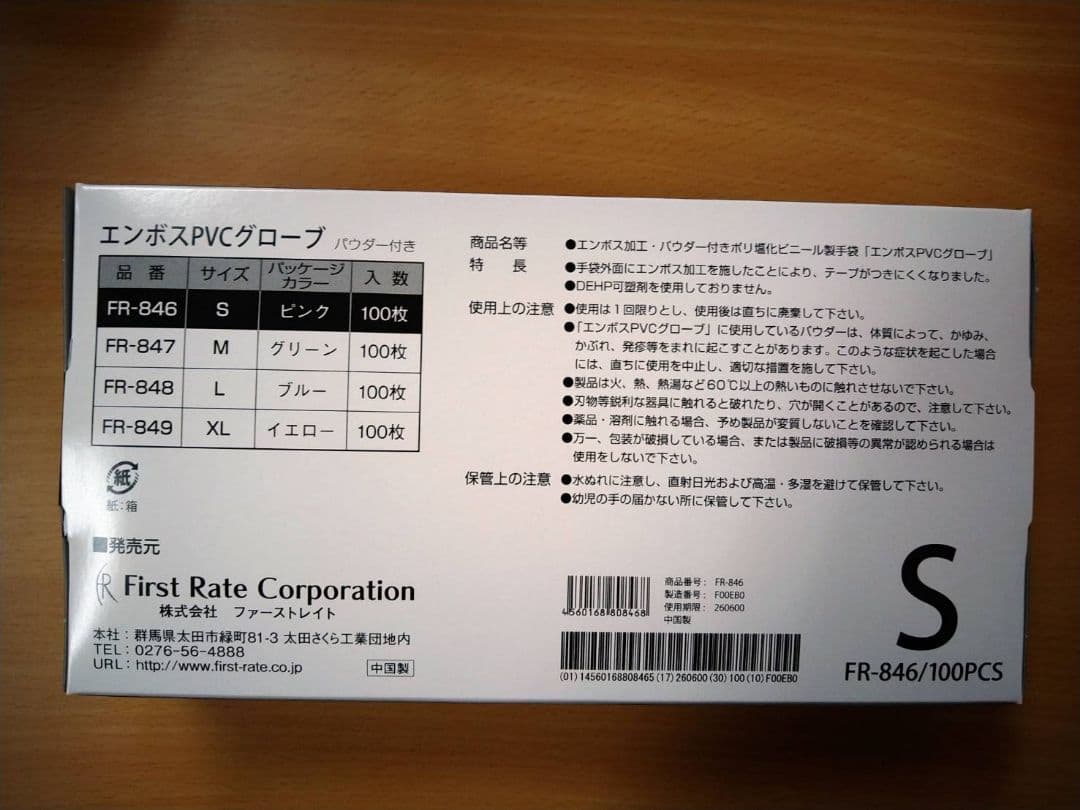 エンボスPVCグローブ パウダー付き
品番 サイズ パッケージカラー 入数
FR-846 S ピンク 100枚
FR-847 M グリーン 100枚
FR-848 L ブルー 100枚
FR-849 XL イエロー 100枚
紙
紙:箱
■発売元
FR First Rate Corporation
株式会社 ファーストレイト
本社:群馬県太田市緑町81-3 太田さくら工業団地内
TEL:0276-56-4888
URL:http://www.first-rate.co.jp 中国製
商品名等 ●エンボス加工・パウダー付きポリ塩化ビニール製手袋「エンボスPVCグローブ」
特長 ●手袋外面にエンボス加工を施したことにより、テープがつきにくくなりました。
●DEHP可塑剤を使用しておりません。
使用上の注意 ●使用は1回限りとし、使用後は直ちに廃棄して下さい。
●「エンボスPVCグローブ」に使用しているパウダーは、体質によって、かゆみ、
かぶれ、発疹等をまれに起こすことがあります。このような症状を起こした場合
には、直ちに使用を中止し、適切な措置を施して下さい。
●製品は火、熱、熱湯など60℃以上の熱いものに触れさせないで下さい。
●刃物等鋭利な器具に触れると破れたり、穴が開くことがあるので、注意して下さい。
●薬品・溶剤に触れる場合、予め製品が変質しないことを確認して下さい。
●万一、包装が破損している場合、または製品に破損等の異常が認められる場合は
使用をしないで下さい。
保管上の注意 ●水ぬれに注意し、直射日光および高温・多湿を避けて保管して下さい。
●幼児の手の届かない所に保管して下さい。
4560168808468
商品番号: FR-846
製造番号: F00EB0
使用期限: 260600
中国製
(01)14560168808465(17)260600(30)100(10)F00EB0
S
FR-846/100PCS